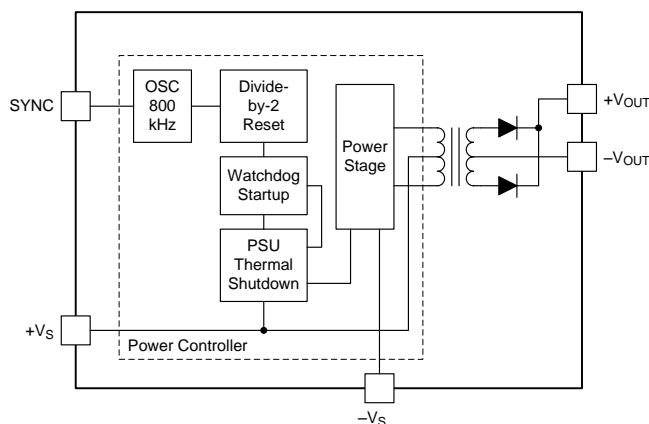 SYNC
OSC
800
kHz
Divide-
by-2
Reset
Watchdog
Startup
PSU
Thermal
Shutdown
Power
Stage
+VOUT
–VOUT
+VS
Power Controller
–VS